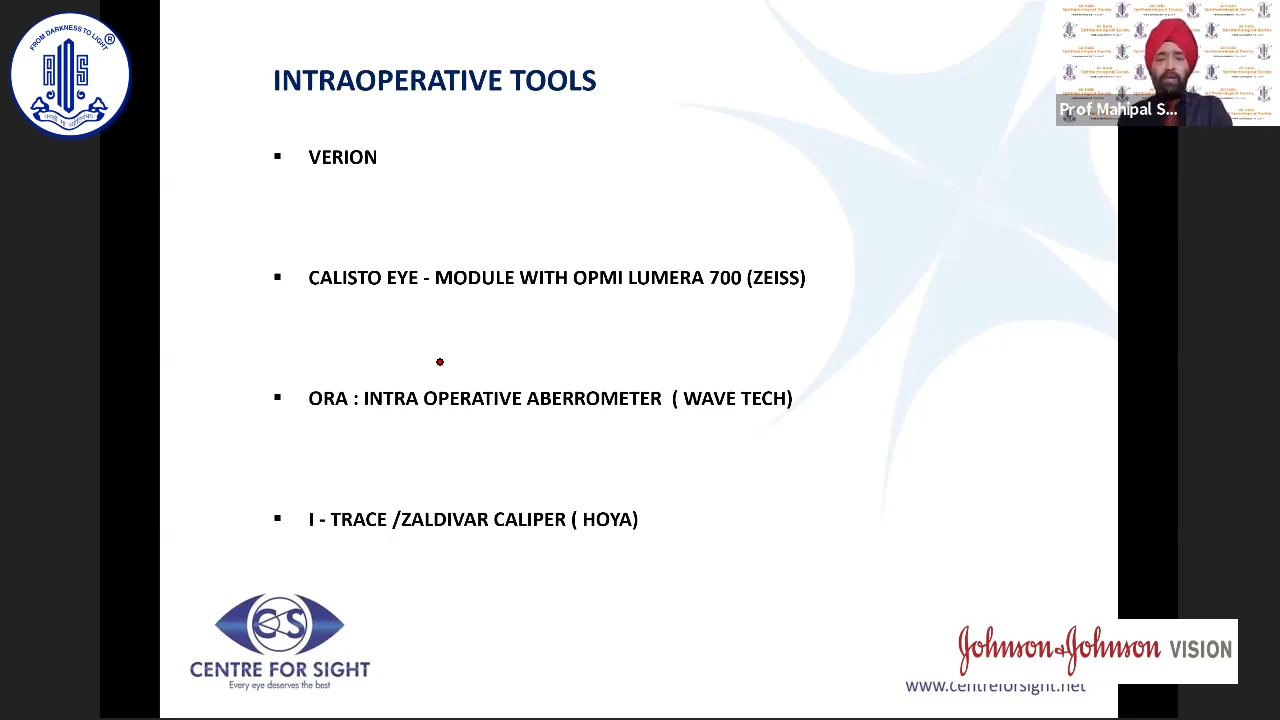 FROM DARKNESS TO LIGHT
®
AIOS
INTRAOPERATIVE TOOLS
Prof Mahipal S...
▪ VERION
▪ CALISTO EYE - MODULE WITH OPMI LUMERA 700 (ZEISS)
▪ ORA : INTRA OPERATIVE ABERROMETER ( WAVE TECH)
▪ I - TRACE /ZALDIVAR CALIPER ( HOYA)
CFS
CENTRE FOR SIGHT
Every eye deserves the best
Johnson & Johnson VISION
www.centreforsight.net